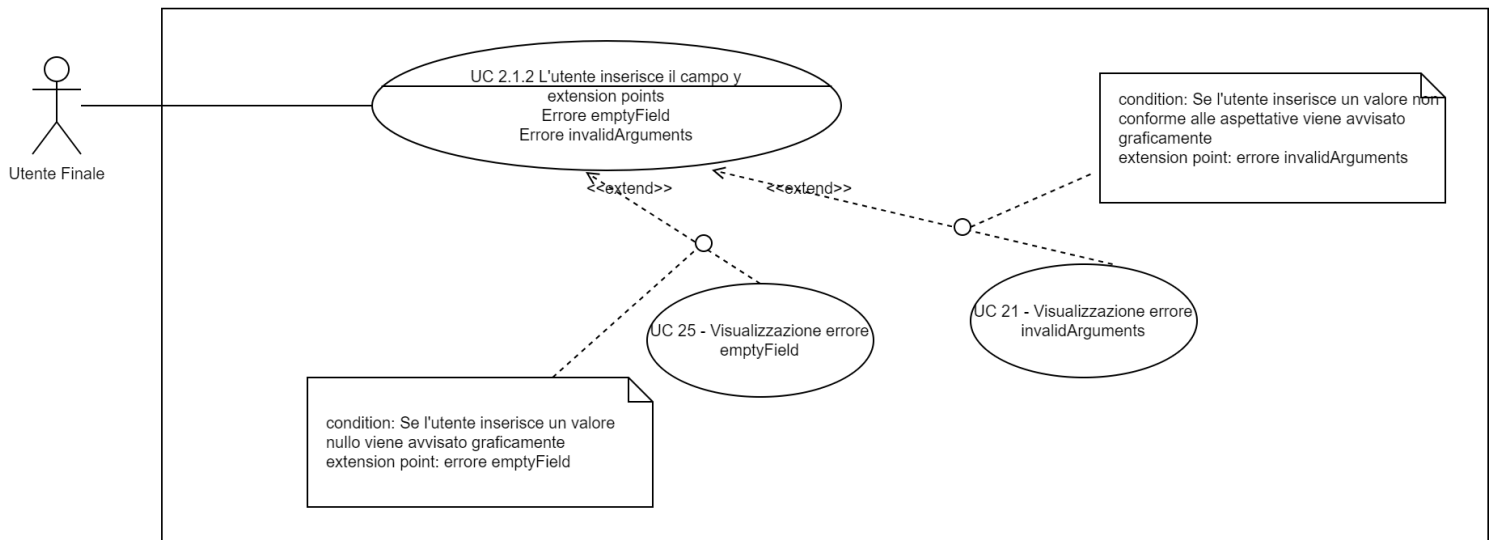 UC 2.1.2 L'utente inserisce il campo y
extension points
Errore emptyField
Errore invalidArguments
Utente Finale
condition: Se l'utente inserisce un valore non
conforme alle aspettative viene avvisato
graficamente
extension point: errore invalidArguments
<<extend>>
<<extend>>
UC 25 - Visualizzazione errore
emptyField
UC 21 - Visualizzazione errore
invalidArguments
condition: Se l'utente inserisce un valore
nullo viene avvisato graficamente
extension point: errore emptyField